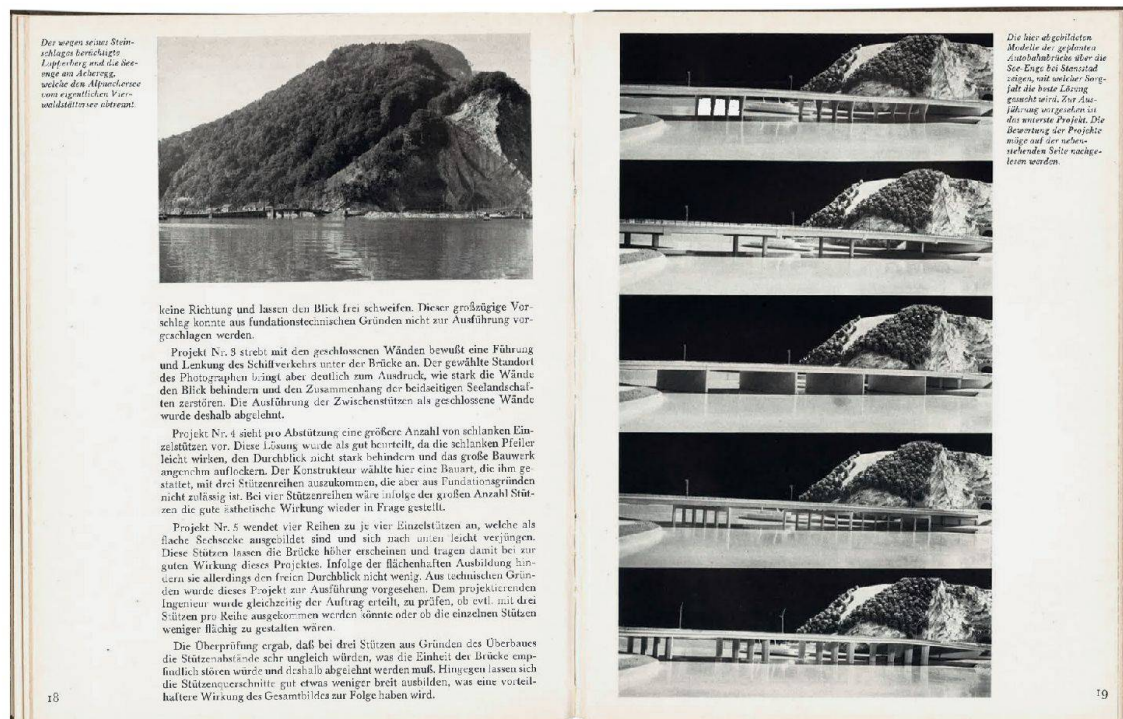 Der wegen seines Stein-
schlages berüchtigte
Lopperberg und die See-
enge am Acheregg,
welche den Alpnachersee
vom eigentlichen Vier-
waldstättersee abtrennt.
keine Richtung und lassen den Blick frei schweifen. Dieser großzügige Vor-
schlag konnte aus fundationstechnischen Gründen nicht zur Ausführung vor-
geschlagen werden.
Projekt Nr. 3 strebt mit den geschlossenen Wänden bewußt eine Führung
und Lenkung des Schiffverkehrs unter der Brücke an. Der gewählte Standort
des Photographen bringt aber deutlich zum Ausdruck, wie stark die Wände
den Blick behindern und den Zusammenhang der beidseitigen Seelandschaf-
ten zerstören. Die Ausführung der Zwischenstützen als geschlossene Wände
wurde deshalb abgelehnt.
Projekt Nr. 4 sieht pro Abstützung eine größere Anzahl von schlanken Ein-
zelstützen vor. Diese Lösung wurde als gut beurteilt, da die schlanken Pfeiler
leicht wirken, den Durchblick nicht stark behindern und das große Bauwerk
angenehm auflockern. Der Konstrukteur wählte hier eine Bauart, die ihm ge-
stattet, mit drei Stützenreihen auszukommen, die aber aus Fundationsgründen
nicht zulässig ist. Bei vier Stützenreihen wäre infolge der großen Anzahl Stüt-
zen die gute ästhetische Wirkung wieder in Frage gestellt.
Projekt Nr. 5 wendet vier Reihen zu je vier Einzelstützen an, welche als
flache Sechsecke ausgebildet sind und sich nach unten leicht verjüngen.
Diese Stützen lassen die Brücke höher erscheinen und tragen damit bei zur
guten Wirkung dieses Projektes. Infolge der flächenhaften Ausbildung hin-
dern sie allerdings den freien Durchblick nicht wenig. Aus technischen Grün-
den wurde dieses Projekt zur Ausführung vorgesehen. Dem projektierenden
Ingenieur wurde gleichzeitig der Auftrag erteilt, zu prüfen, ob evtl. mit drei
Stützen pro Reihe ausgekommen werden könnte oder ob die einzelnen Stützen
weniger flächig zu gestalten wären.
Die Überprüfung ergab, daß bei drei Stützen aus Gründen des Überbaues
die Stützenabstände sehr ungleich würden, was die Einheit der Brücke emp-
findlich stören würde und deshalb abgelehnt werden muß. Hingegen lassen sich
die Stützenquerschnitte gut etwas weniger breit ausbilden, was eine vorteil-
haftere Wirkung des Gesamtbildes zur Folge haben wird.
18
Die hier abgebildeten
Modelle der geplanten
Autobahnbrücke über die
See-Enge bei Stansstad
zeigen, mit welcher Sorg-
falt die beste Lösung
gesucht wird. Zur Aus-
führung vorgesehen ist
das unterste Projekt. Die
Bewertung der Projekte
möge auf der neben-
stehenden Seite nachge-
lesen werden.
19